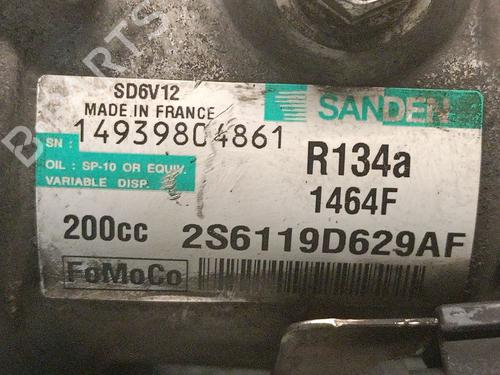 SD6V12
MADE IN FRANCE
SANDEN
SN : 14939804861
OIL : SP-10 OR EQUIV.
VARIABLE DISP.
R134a
1464F
200cc 2S6119D629AF
FoMoCo